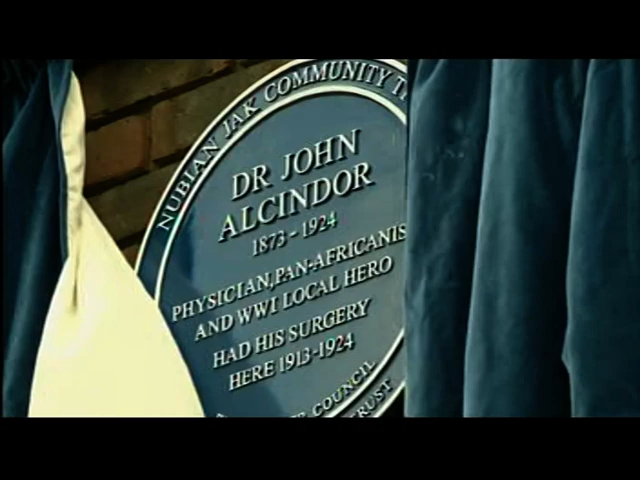 NUBIAN JAK COMMUNITY T
DR JOHN
ALCINDOR
1873 - 1924
PHYSICIAN, PAN-AFRICANIS
AND WW1 LOCAL HERO
HAD HIS SURGERY
HERE 1913-1924
COUNCIL
TRUST